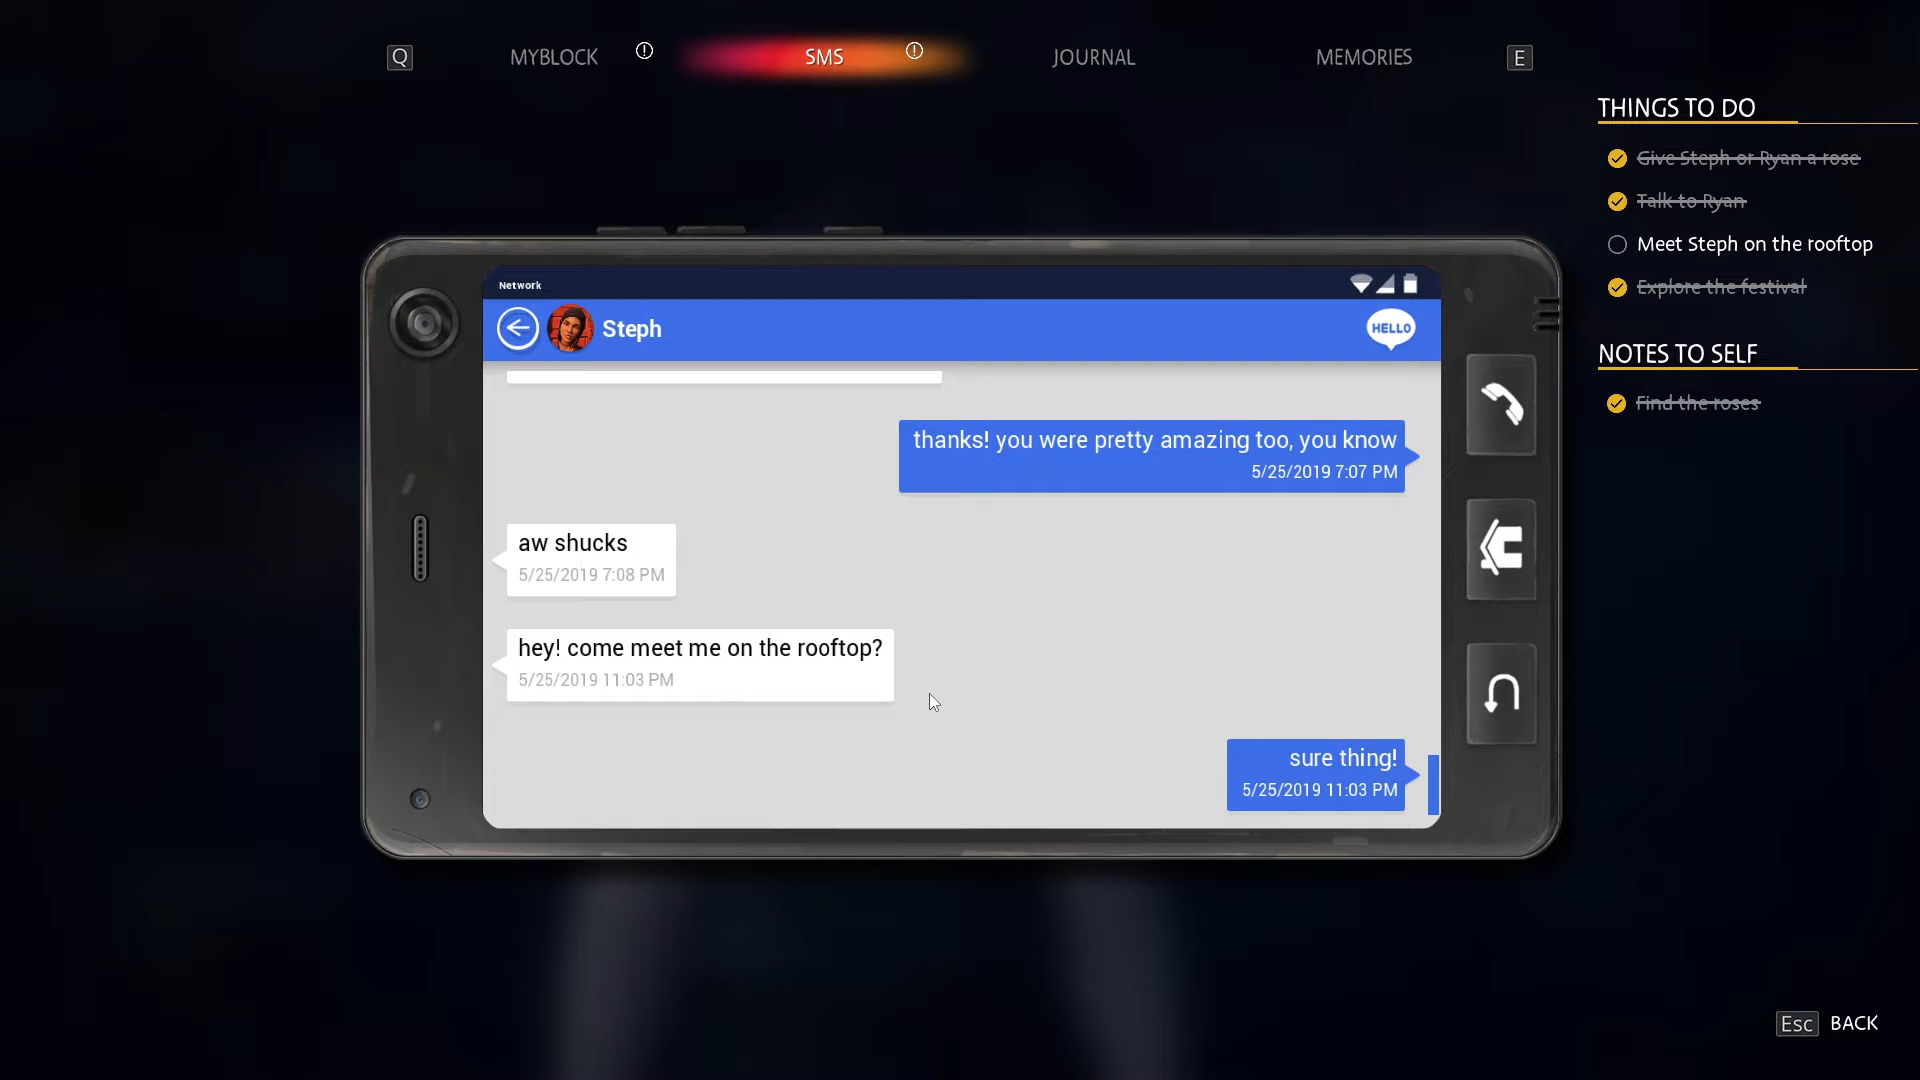 Q
MYBLOCK
SMS
JOURNAL
MEMORIES
E
THINGS TO DO
Give Steph or Ryan a rose
Talk to Ryan
Meet Steph on the rooftop
Explore the festival
NOTES TO SELF
Find the roses
Network
Steph
HELLO
thanks! you were pretty amazing too, you know
5/25/2019 7:07 PM
aw shucks
5/25/2019 7:08 PM
hey! come meet me on the rooftop?
5/25/2019 11:03 PM
sure thing!
5/25/2019 11:03 PM
Esc BACK